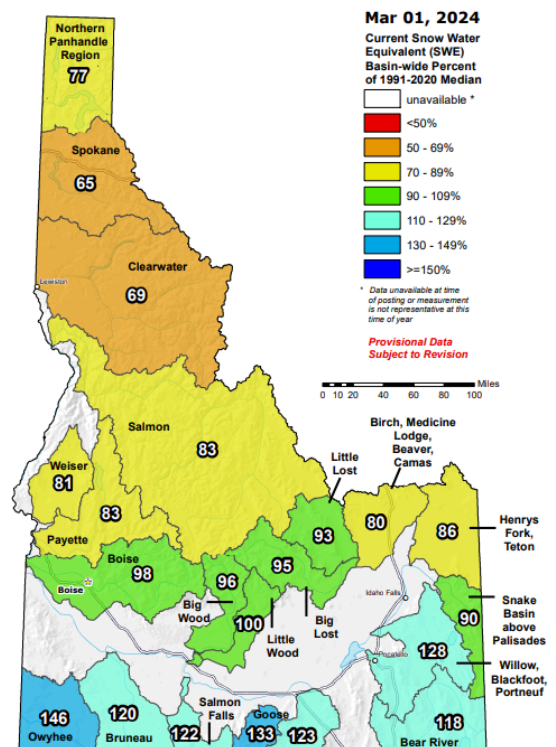 Mar 01, 2024
Current Snow Water
Equivalent (SWE)
Basin-wide Percent
of 1991-2020 Median
unavailable *
<50%
50 - 69%
70 - 89%
90 - 109%
110 - 129%
130 - 149%
>=150%
* Data unavailable at time
of posting or measurement
is not representative at this
time of year
Provisional Data
Subject to Revision
Miles
0 10 20 40 60 80 100
Northern
Panhandle
Region
77
Spokane
65
Clearwater
69
Lewiston
Salmon
83
Weiser
81
83
Payette
Birch, Medicine
Lodge,
Beaver,
Camas
80
Little
Lost
93
86
Henrys
Fork,
Teton
Boise
98
Boise
96
Big
Wood
95
Big
Lost
100
Little
Wood
Idaho Falls
90
Snake
Basin
above
Palisades
128
Pocatello
Willow,
Blackfoot,
Portneuf
146
Owyhee
120
Bruneau
122
Salmon
Falls
Goose
133
123
118
Bear River